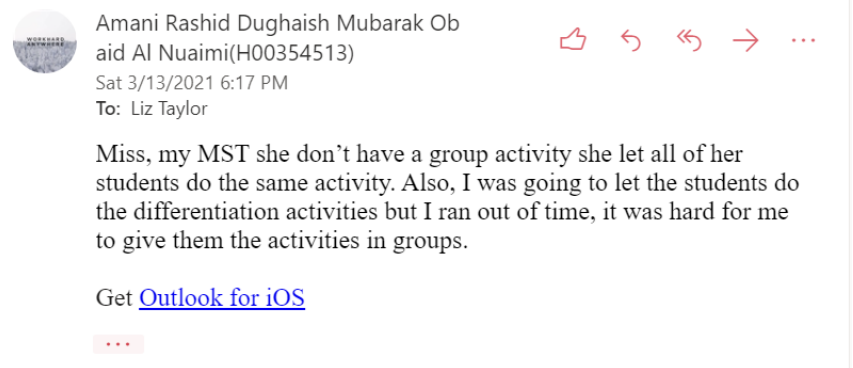 WORKHARD
ANYWHERE
Amani Rashid Dughaish Mubarak Ob
aid Al Nuaimi(H00354513)
Sat 3/13/2021 6:17 PM
To: Liz Taylor
Miss, my MST she don’t have a group activity she let all of her
students do the same activity. Also, I was going to let the students do
the differentiation activities but I ran out of time, it was hard for me
to give them the activities in groups.
Get Outlook for iOS